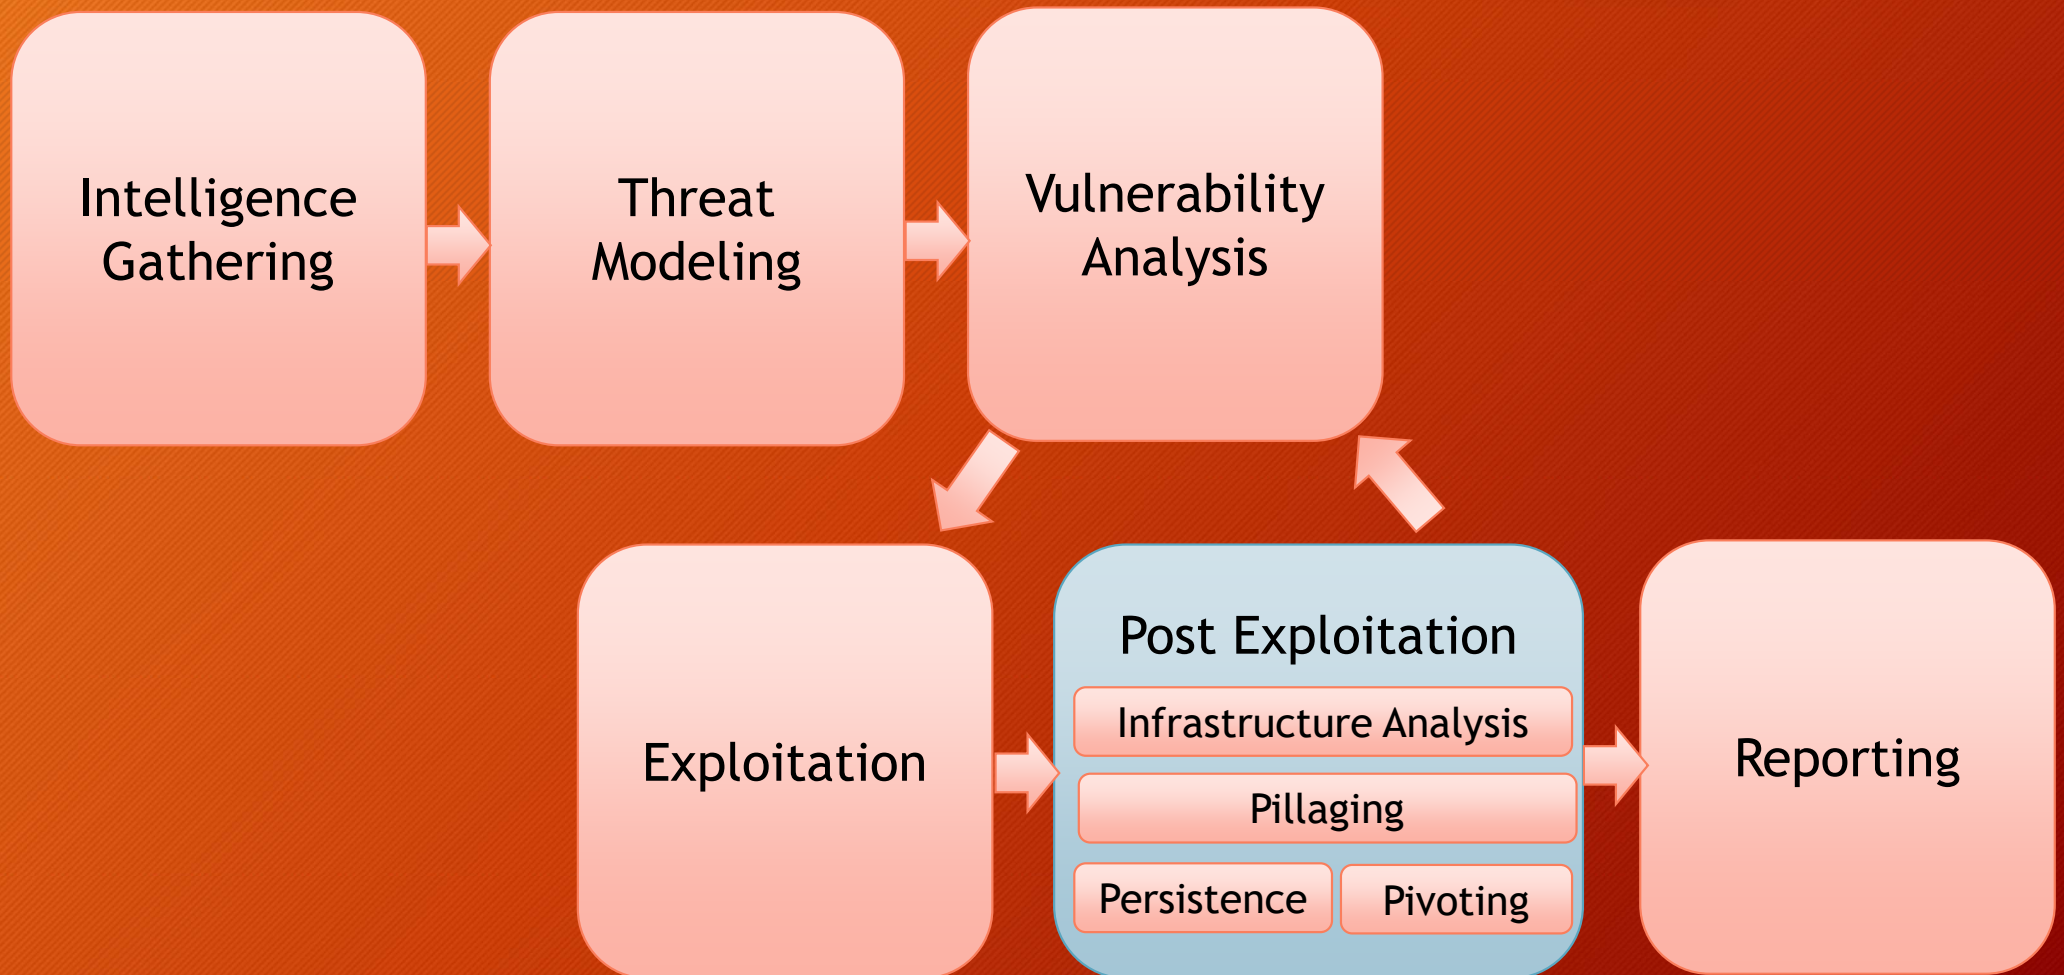 Intelligence
Gathering
Threat
Modeling
Vulnerability
Analysis
Exploitation
Post Exploitation
Infrastructure Analysis
Pillaging
Persistence
Pivoting
Reporting